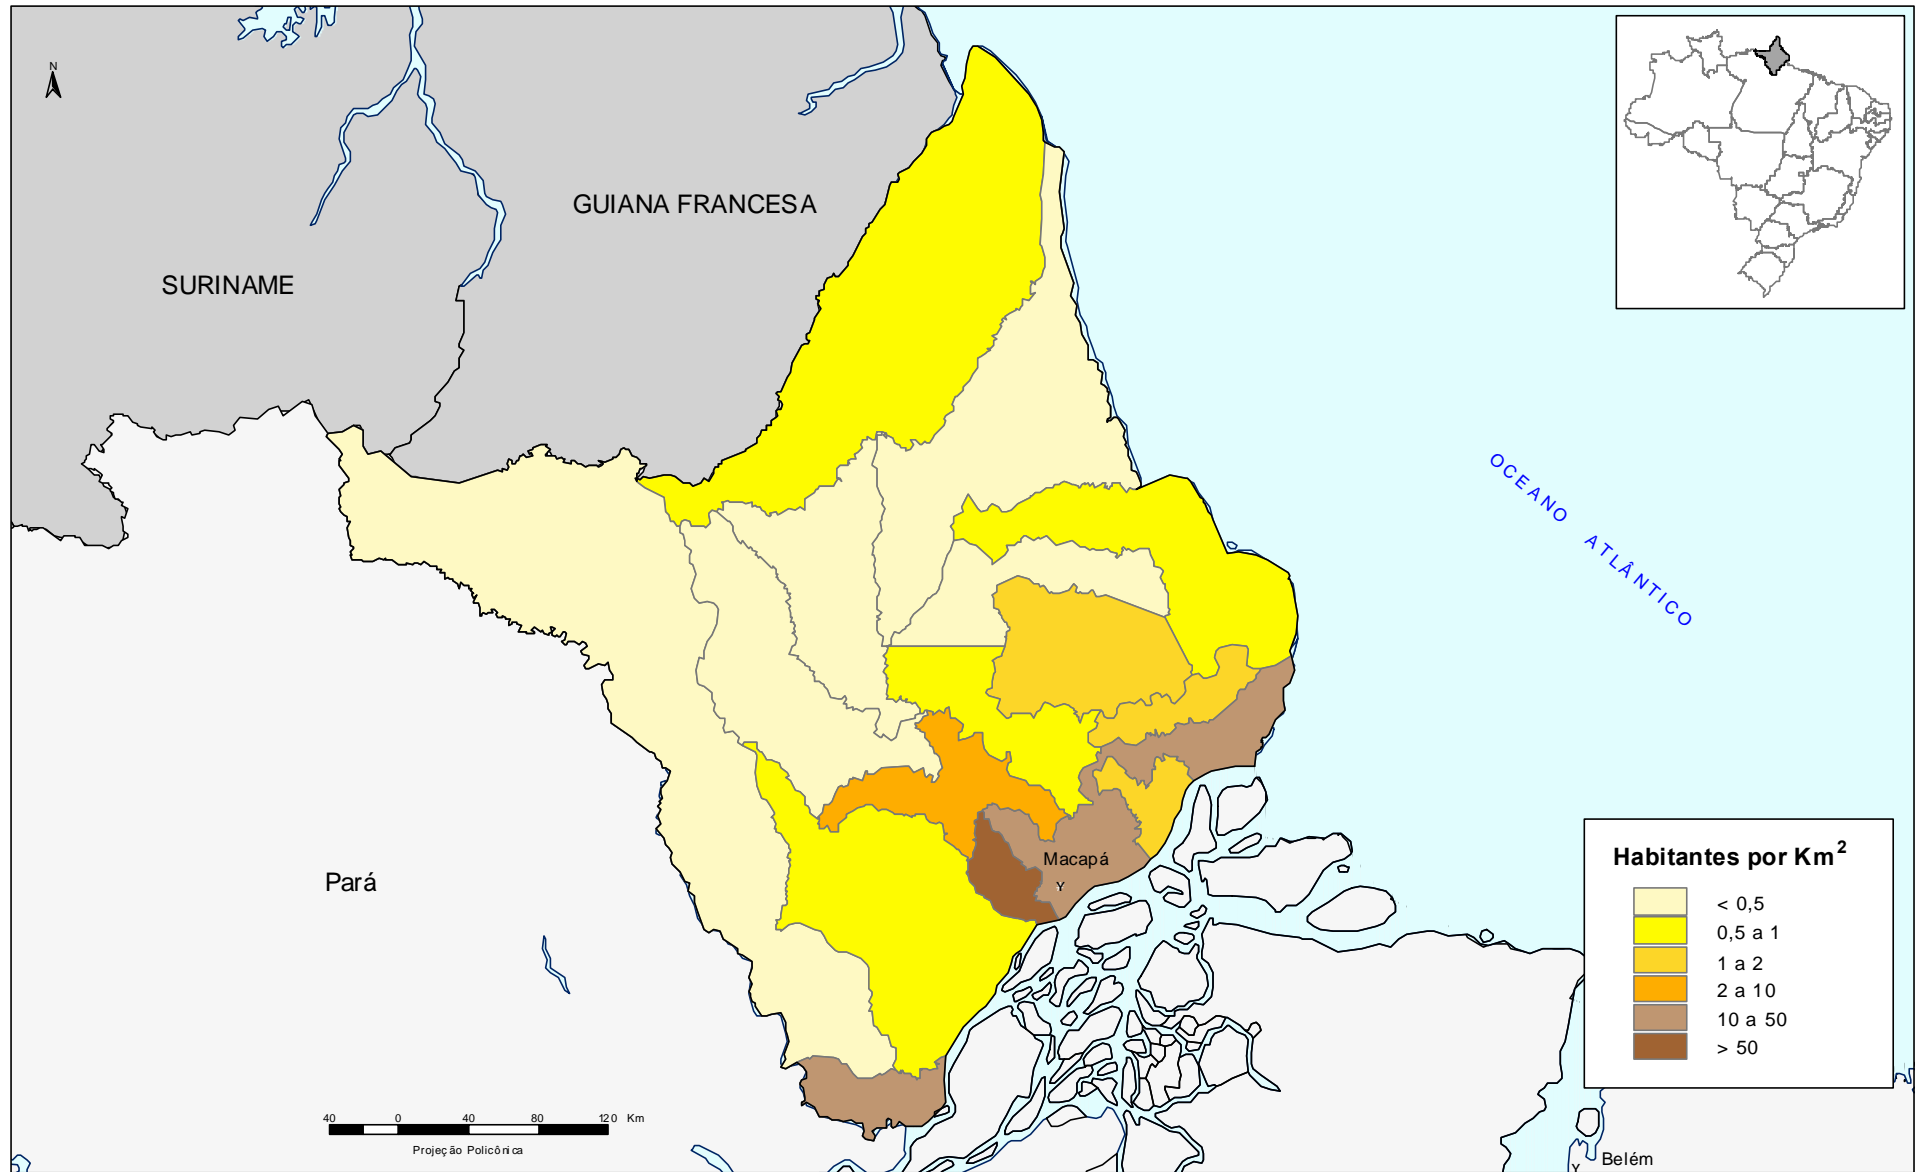 N
GUIANA FRANCESA
SURINAME
OCEANO ATLÂNTICO
Macapá
Y
Pará
Habitantes por Km²
< 0,5
0,5 a 1
1 a 2
2 a 10
10 a 50
> 50
40 0 40 80 120 Km
Projeção Policônica
Belém
Y